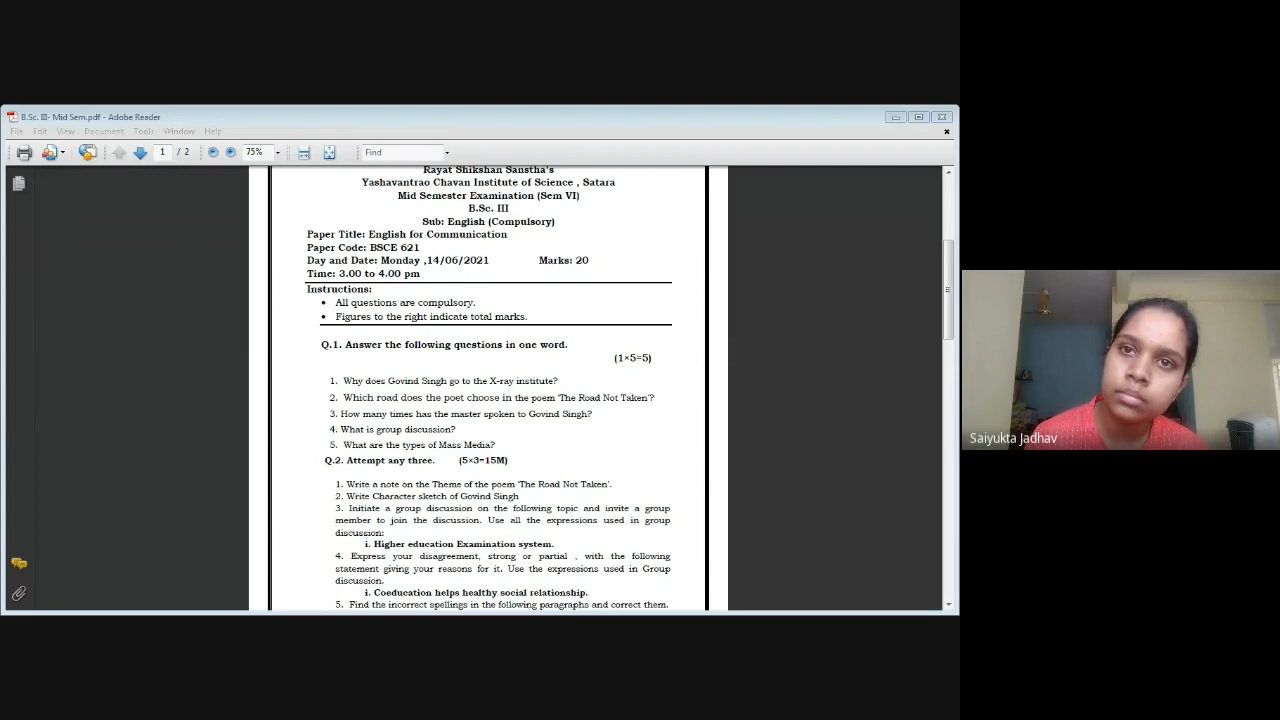 B.Sc. III- Mid Sem.pdf - Adobe Reader
File Edit View Document Tools Window Help
1 / 2 75% Find
Rayat Shikshan Sanstha's
Yashavantrao Chavan Institute of Science , Satara
Mid Semester Examination (Sem VI)
B.Sc. III
Sub: English (Compulsory)
Paper Title: English for Communication
Paper Code: BSCE 621
Day and Date: Monday ,14/06/2021 Marks: 20
Time: 3.00 to 4.00 pm
Instructions:
• All questions are compulsory.
• Figures to the right indicate total marks.
Q.1. Answer the following questions in one word.
(1×5=5)
1. Why does Govind Singh go to the X-ray institute?
2. Which road does the poet choose in the poem 'The Road Not Taken'?
3. How many times has the master spoken to Govind Singh?
4. What is group discussion?
5. What are the types of Mass Media?
Q.2. Attempt any three. (5×3=15M)
1. Write a note on the Theme of the poem 'The Road Not Taken'.
2. Write Character sketch of Govind Singh
3. Initiate a group discussion on the following topic and invite a group
member to join the discussion. Use all the expressions used in group
discussion:
i. Higher education Examination system.
4. Express your disagreement, strong or partial , with the following
statement giving your reasons for it. Use the expressions used in Group
discussion.
i. Coeducation helps healthy social relationship.
5. Find the incorrect spellings in the following paragraphs and correct them.
Saiyukta Jadhav